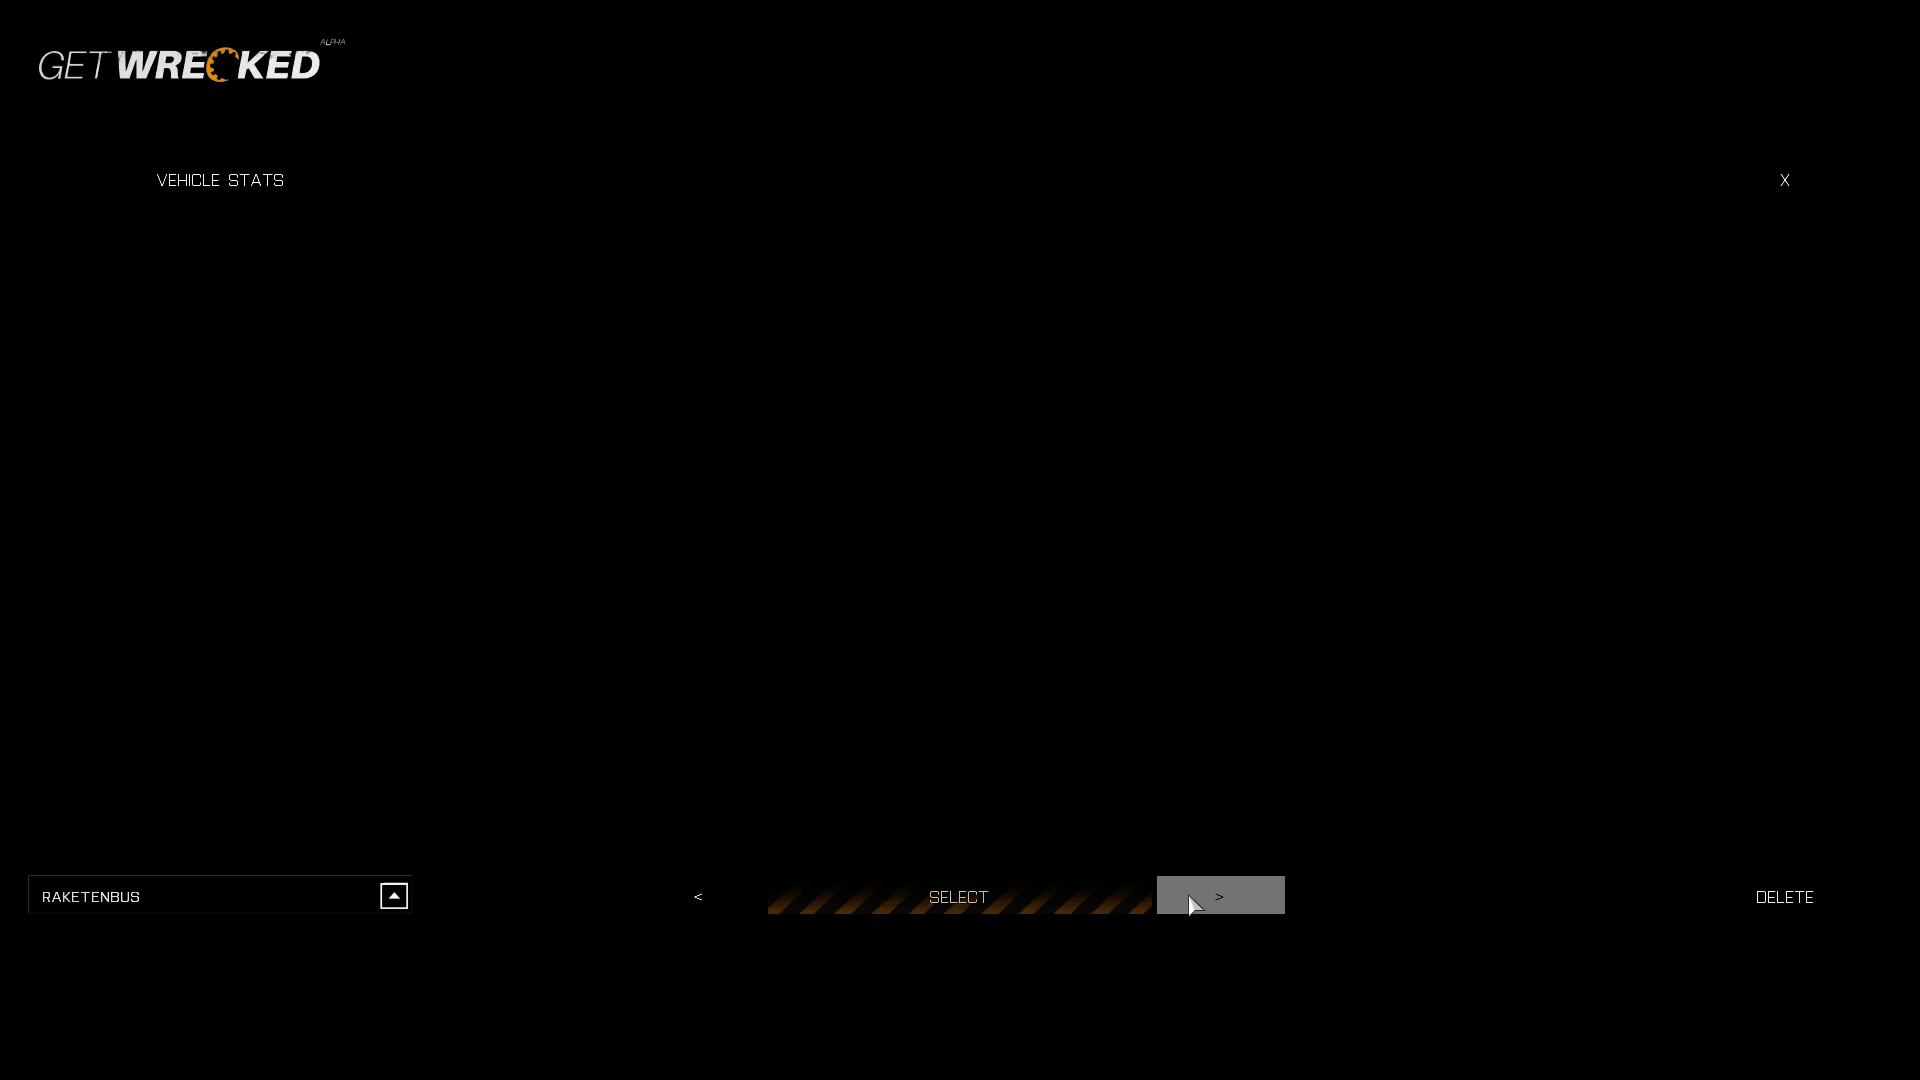 GET WRECKED ALPHA
VEHICLE STATS
X
RAKETENBUS
<
SELECT
>
DELETE